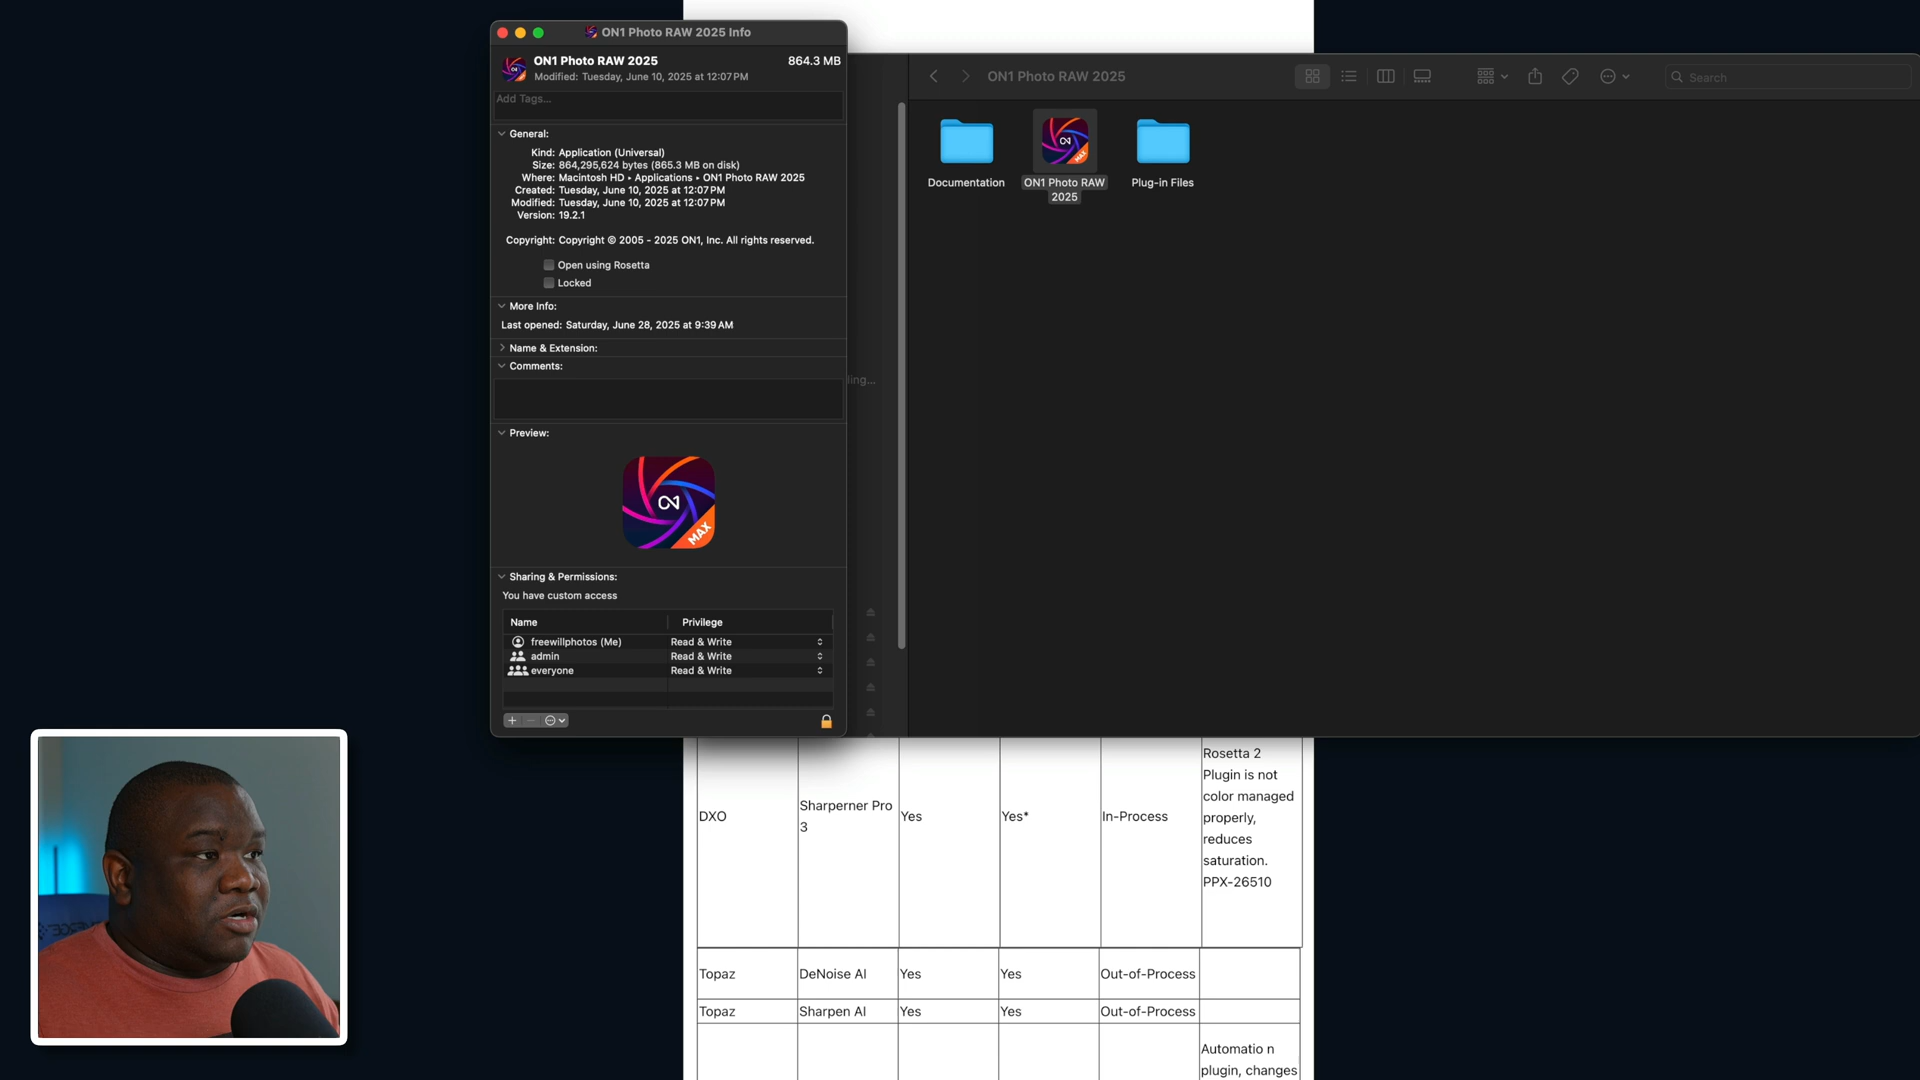 ON1 Photo RAW 2025 Info
ON1 Photo RAW 2025 864.3 MB
Modified: Tuesday, June 10, 2025 at 12:07 PM
Add Tags...
General:
Kind: Application (Universal)
Size: 864,295,624 bytes (865.3 MB on disk)
Where: Macintosh HD ▸ Applications ▸ ON1 Photo RAW 2025
Created: Tuesday, June 10, 2025 at 12:07 PM
Modified: Tuesday, June 10, 2025 at 12:07 PM
Version: 19.2.1
Copyright: Copyright © 2005 - 2025 ON1, Inc. All rights reserved.
Open using Rosetta
Locked
More Info:
Last opened: Saturday, June 28, 2025 at 9:39 AM
Name & Extension:
Comments:
Preview:
MAX
Sharing & Permissions:
You have custom access
Name Privilege
freewillphotos (Me) Read & Write
admin Read & Write
everyone Read & Write
ling...
ON1 Photo RAW 2025
Search
Documentation
MAX
ON1 Photo RAW
2025
Plug-in Files
DXO
Sharperner Pro
3
Yes
Yes*
In-Process
Rosetta 2
Plugin is not
color managed
properly,
reduces
saturation.
PPX-26510
Topaz DeNoise AI Yes Yes Out-of-Process
Topaz Sharpen AI Yes Yes Out-of-Process
Automatio n
plugin, changes